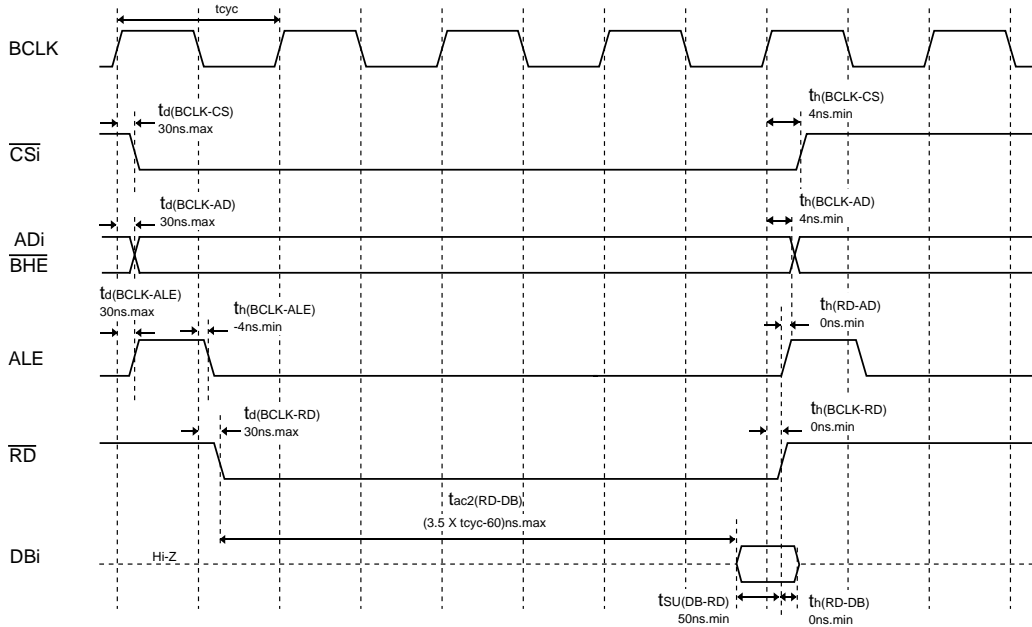 tcyc
BCLK
td(BCLK-CS)
30ns.max
th(BCLK-CS)
4ns.min
CSi
td(BCLK-AD)
30ns.max
th(BCLK-AD)
4ns.min
ADi
BHE
td(BCLK-ALE)
30ns.max
th(BCLK-ALE)
-4ns.min
th(RD-AD)
0ns.min
ALE
td(BCLK-RD)
30ns.max
th(BCLK-RD)
0ns.min
RD
tac2(RD-DB)
(3.5 X tcyc-60)ns.max
DBi
Hi-Z
tSU(DB-RD)
50ns.min
th(RD-DB)
0ns.min